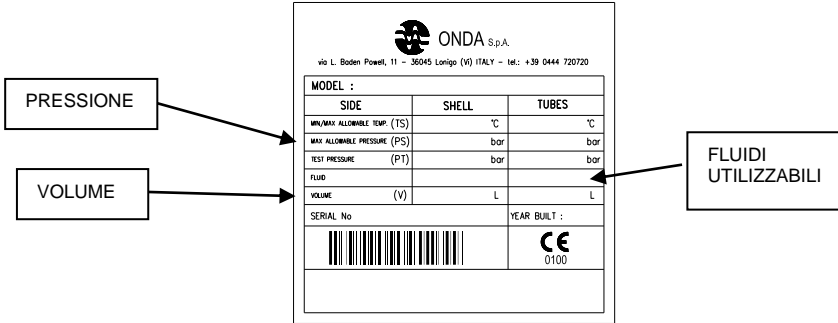 ONDA S.p.A.
via L. Baden Powell, 11 - 36045 Lonigo (Vi) ITALY - tel.: +39 0444 720720
MODEL :
SIDE SHELL TUBES
MIN/MAX ALLOWABLE TEMP. (TS) °C °C
MAX ALLOWABLE PRESSURE (PS) bar bar
TEST PRESSURE (PT) bar bar
FLUID
VOLUME (V) L L
SERIAL No YEAR BUILT :
CE
0100
PRESSIONE
VOLUME
FLUIDI
UTILIZZABILI